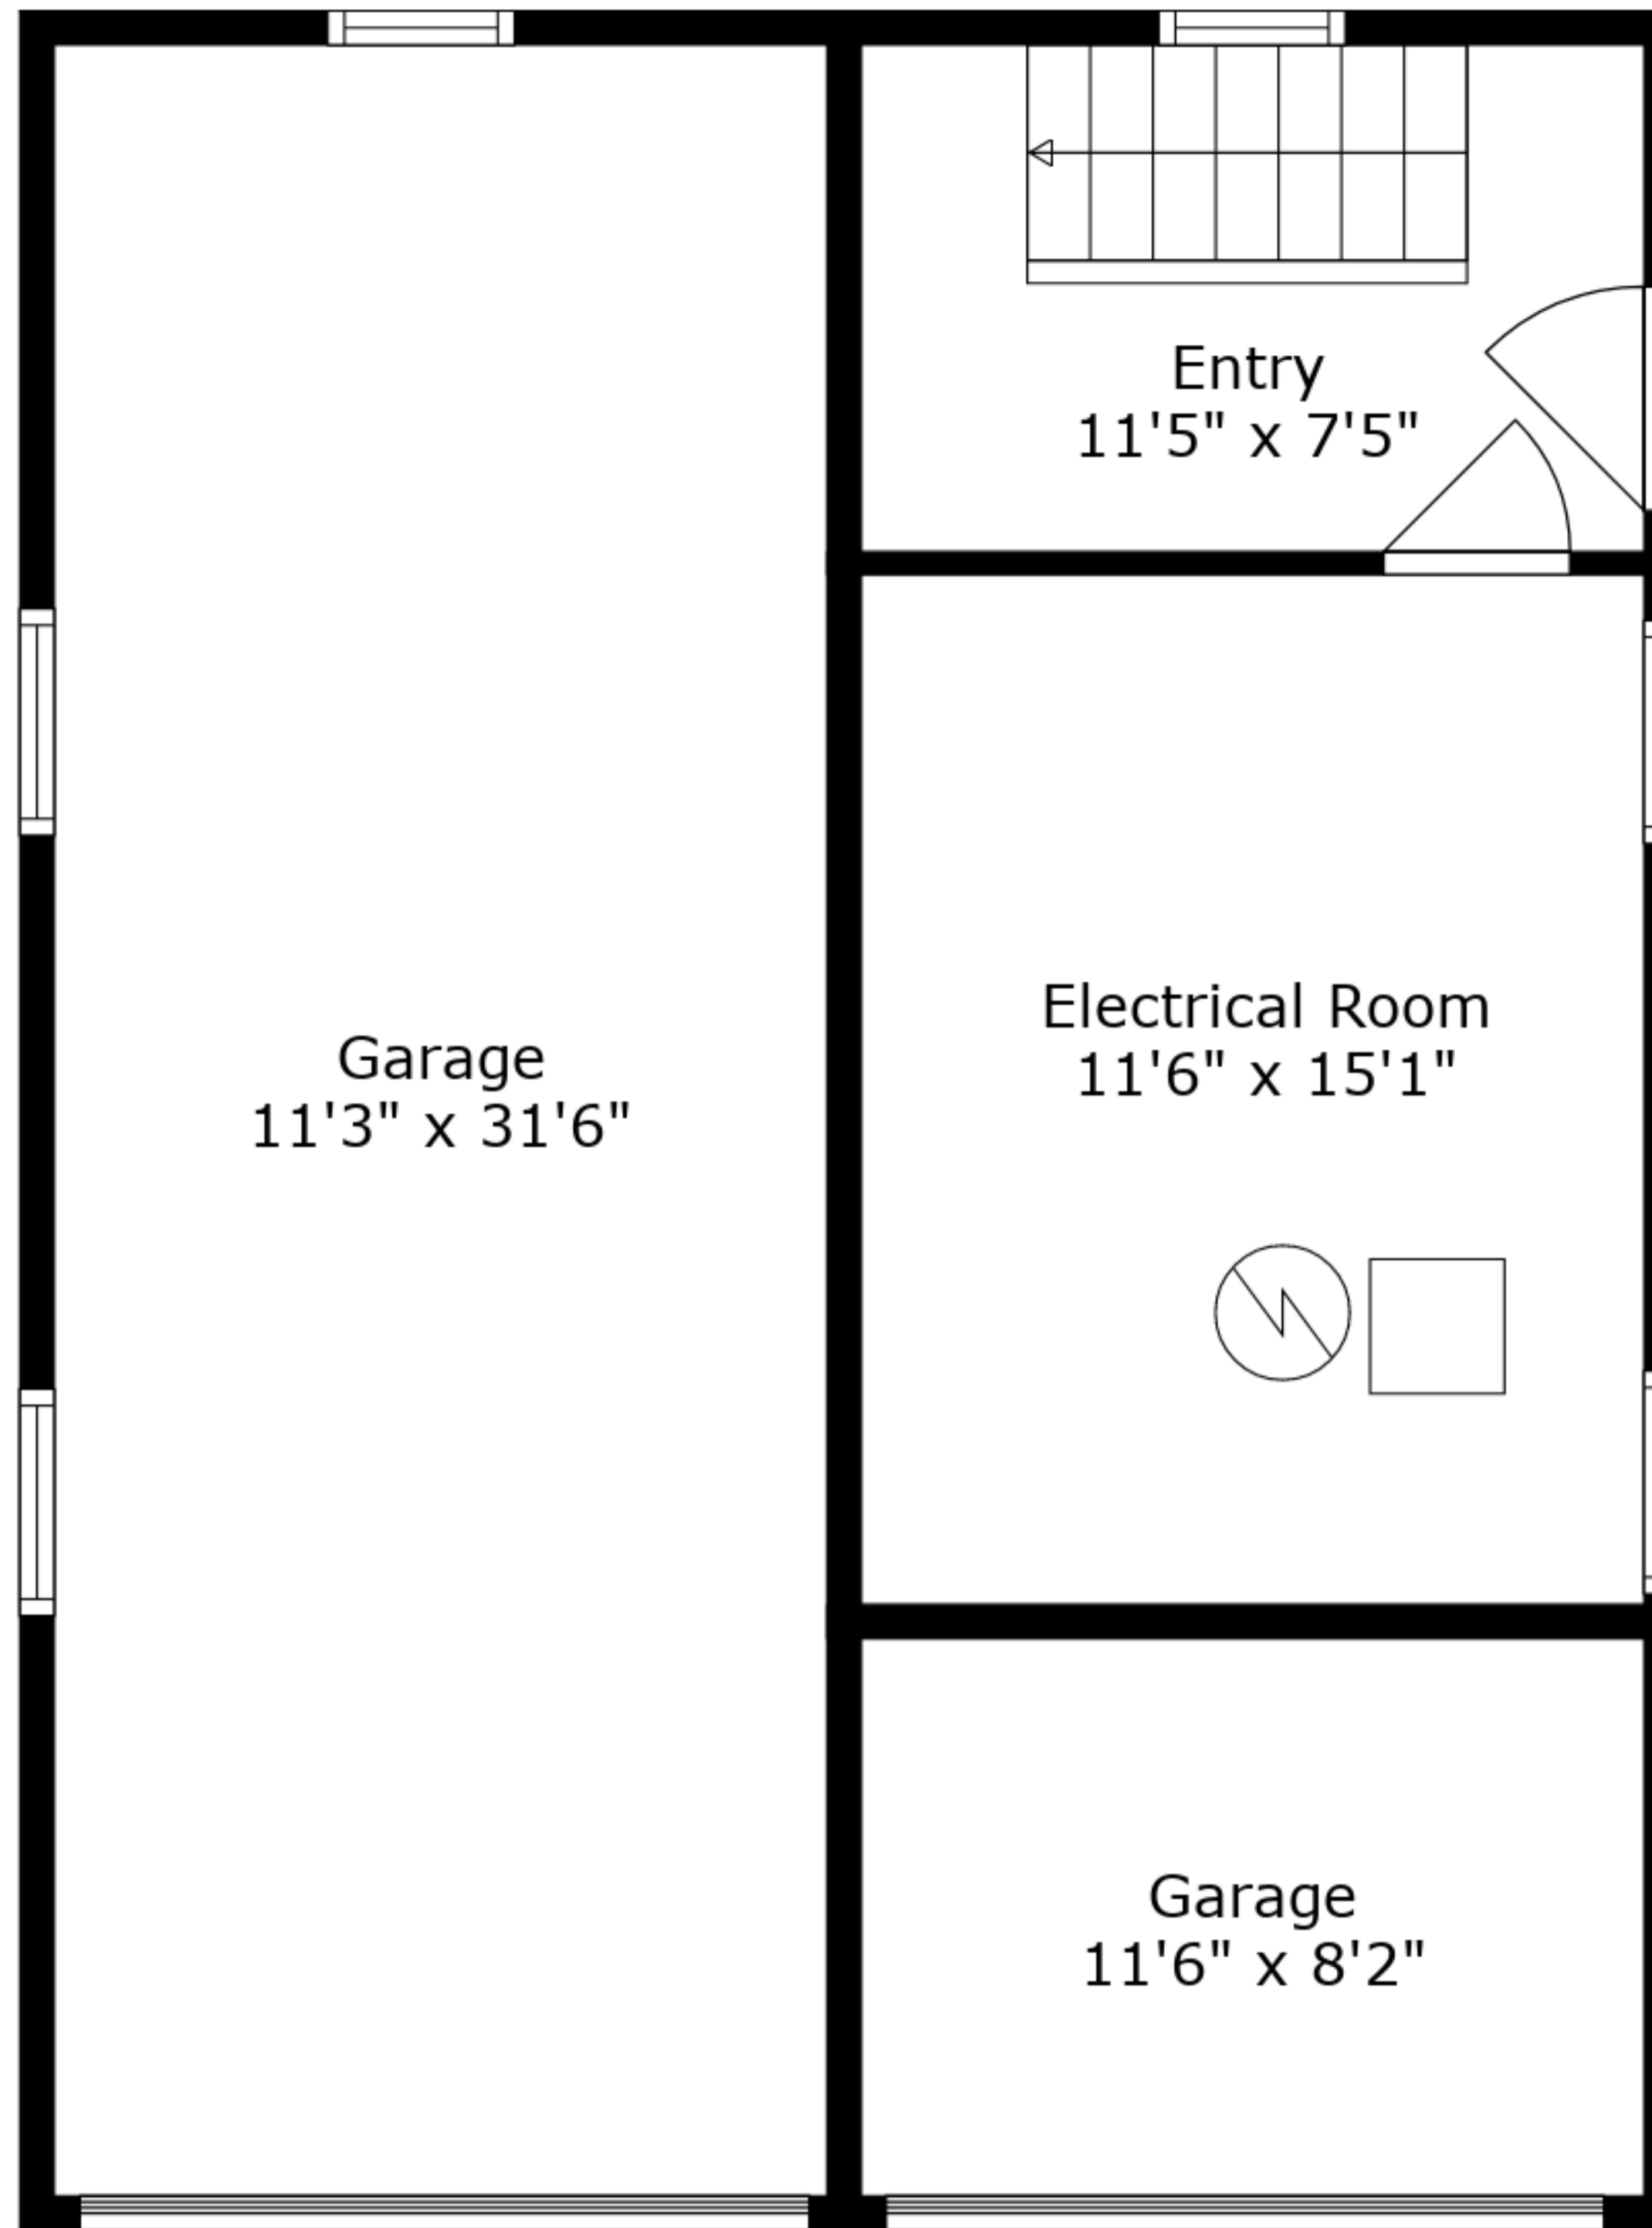 Entry
11'5" x 7'5"
Electrical Room
11'6" x 15'1"
Garage
11'3" x 31'6"
Garage
11'6" x 8'2"